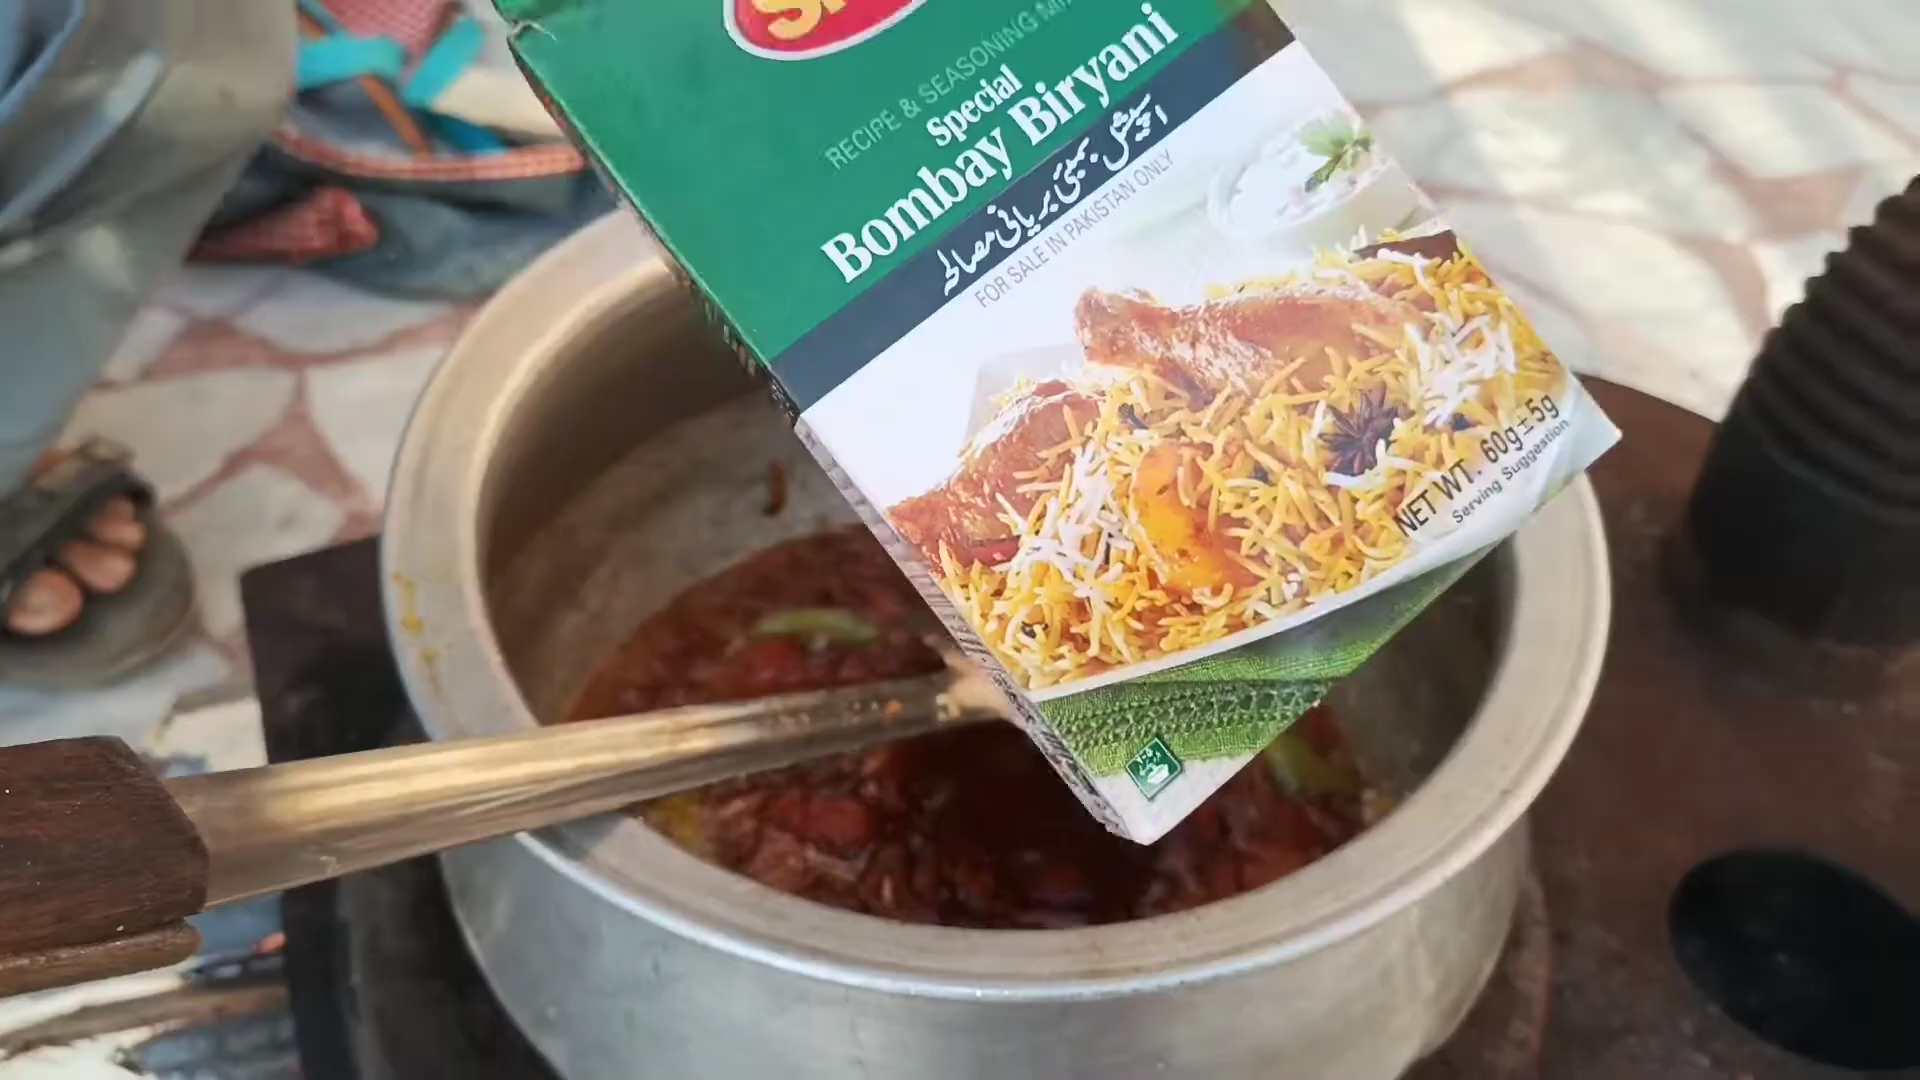 RECIPE & SEASONING
Special
Bombay Biryani
اسپیشل بمبئی بریانی مصالحہ
FOR SALE IN PAKISTAN ONLY
NET WT. 60g ± 5g
Serving Suggestion